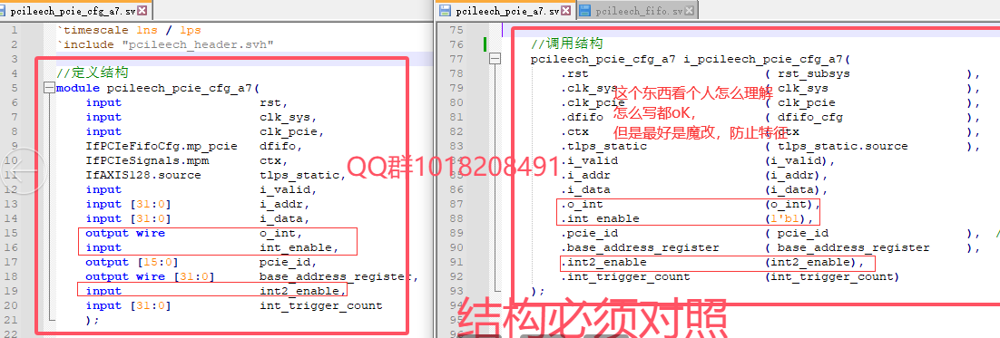 pcileech_pcie_cfg_a7.sv
1 `timescale 1ns / 1ps
2 `include "pcileech_header.svh"
3
4 //定义结构
5 module pcileech_pcie_cfg_a7(
6 input rst,
7 input clk_sys,
8 input clk_pcie,
9 IfPCIeFifoCfg.mp_pcie dfifo,
10 IfPCIeSignals.mpm ctx,
11 IfAXIS128.source tlps_static,
12 input i_valid,
13 input [31:0] i_addr,
14 input [31:0] i_data,
15 output wire o_int,
16 input int_enable,
17 output [15:0] pcie_id,
18 output wire [31:0] base_address_register,
19 input int2_enable,
20 input [31:0] int_trigger_count
21 );
22
pcileech_pcie_a7.sv pcileech_fifo.sv
75
76 //调用结构
77 pcileech_pcie_cfg_a7 i_pcileech_pcie_cfg_a7(
78 .rst ( rst_subsys ),
79 .clk_sys ( clk_sys ),
80 .clk_pcie ( clk_pcie ),
81 .dfifo ( dfifo_cfg ),
82 .ctx ( ctx ),
83 .tlps_static ( tlps_static.source ),
84 .i_valid (i_valid),
85 .i_addr (i_addr),
86 .i_data (i_data),
87 .o_int (o_int),
88 .int_enable (1'b1),
89 .pcie_id ( pcie_id ), /
90 .base_address_register ( base_address_register ),
91 .int2_enable (int2_enable),
92 .int_trigger_count (int_trigger_count)
93 );
94
95
96
这个东西看个人怎么理解
怎么写都oK，
但是最好是魔改，防止特征
QQ群1018208491
结构必须对照